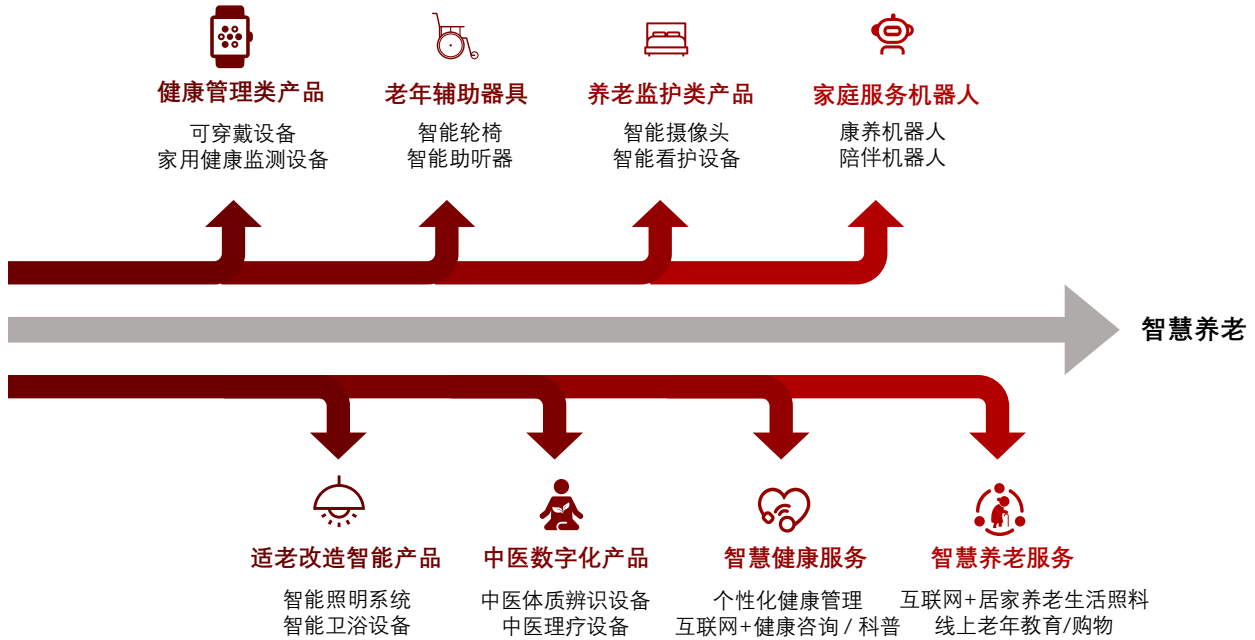 健康管理类产品
可穿戴设备
家用健康监测设备
老年辅助器具
智能轮椅
智能助听器
养老监护类产品
智能摄像头
智能看护设备
家庭服务机器人
康养机器人
陪伴机器人
智慧养老
适老改造智能产品
智能照明系统
智能卫浴设备
中医数字化产品
中医体质辨识设备
中医理疗设备
智慧健康服务
个性化健康管理
互联网+健康咨询 / 科普
智慧养老服务
互联网+居家养老生活照料
线上老年教育/购物